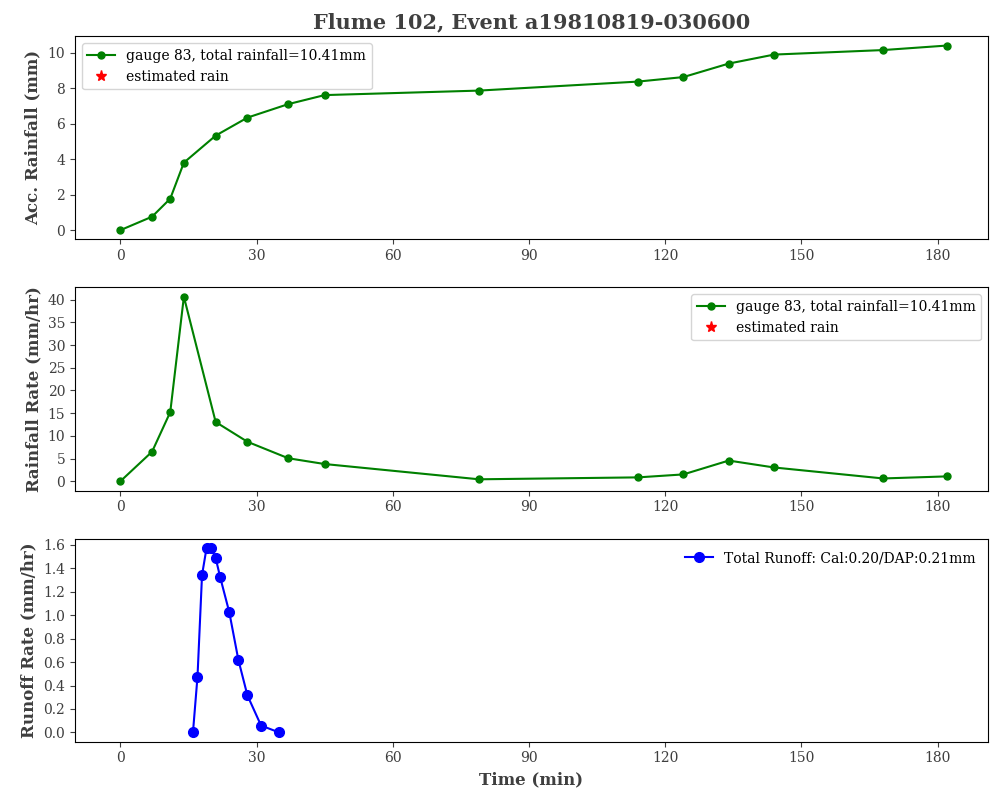 Flume 102, Event a19810819-030600
Acc. Rainfall (mm)
10
8
6
4
2
0
gauge 83, total rainfall=10.41mm
estimated rain
0 30 60 90 120 150 180
Rainfall Rate (mm/hr)
40
35
30
25
20
15
10
5
0
gauge 83, total rainfall=10.41mm
estimated rain
0 30 60 90 120 150 180
Runoff Rate (mm/hr)
1.6
1.4
1.2
1.0
0.8
0.6
0.4
0.2
0.0
Total Runoff: Cal:0.20/DAP:0.21mm
0 30 60 90 120 150 180
Time (min)